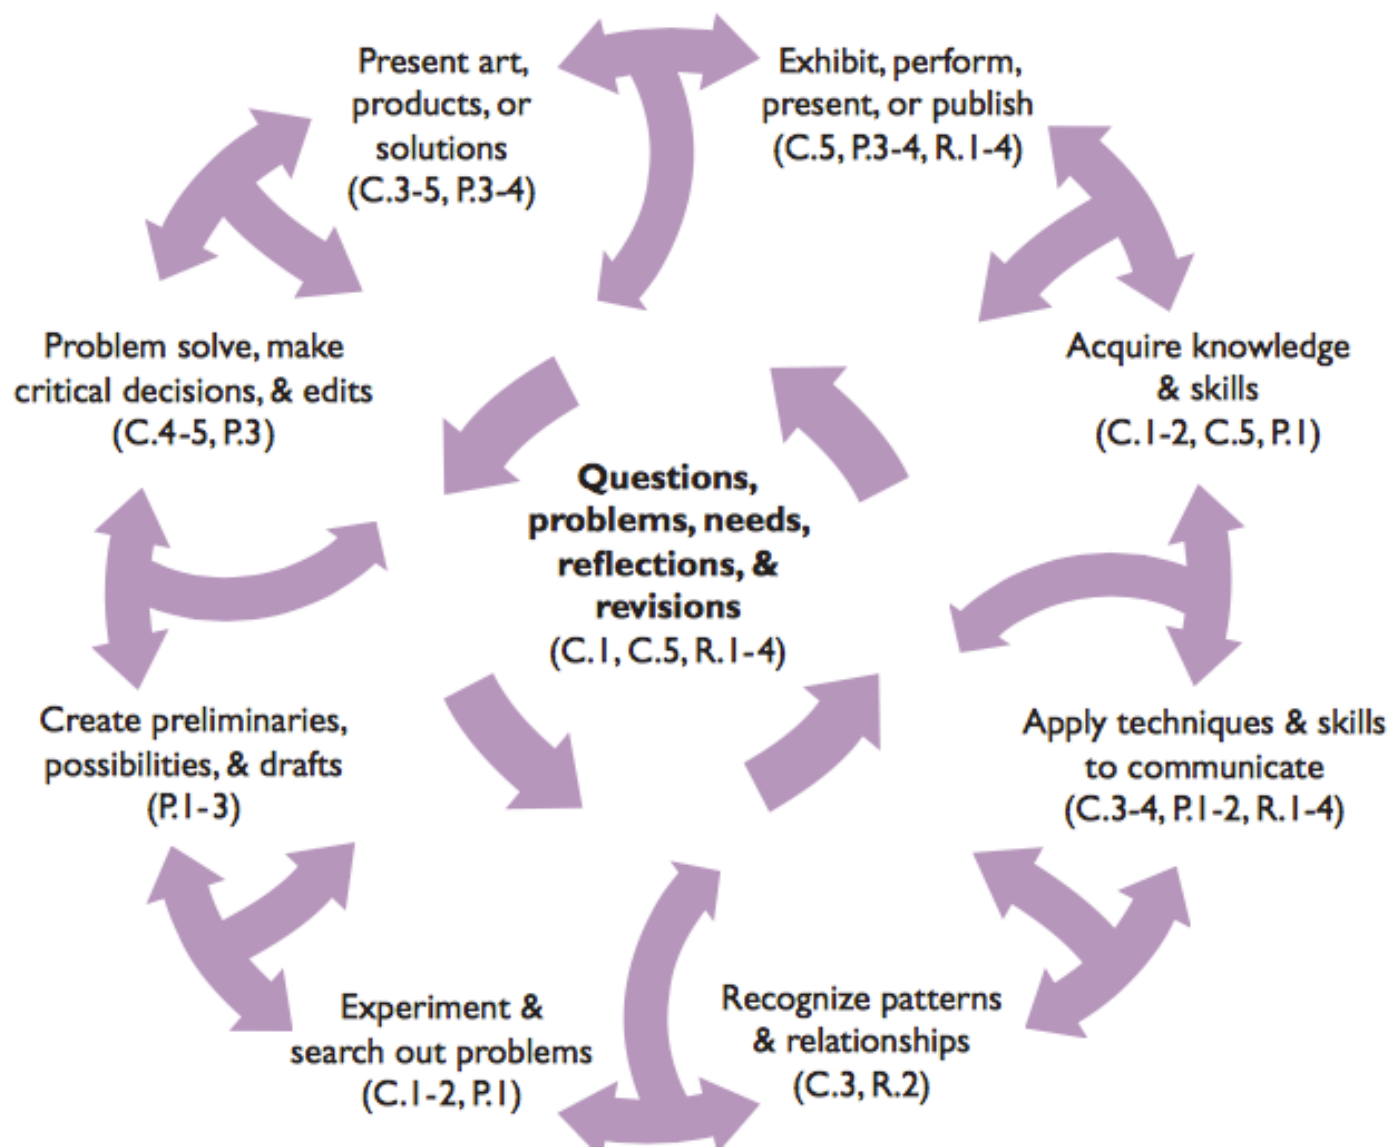 Present art,
products, or
solutions
(C.3-5, P.3-4)
Exhibit, perform,
present, or publish
(C.5, P.3-4, R.1-4)
Acquire knowledge
& skills
(C.1-2, C.5, P.1)
Apply techniques & skills
to communicate
(C.3-4, P.1-2, R.1-4)
Recognize patterns
& relationships
(C.3, R.2)
Experiment &
search out problems
(C.1-2, P.1)
Create preliminaries,
possibilities, & drafts
(P.1-3)
Problem solve, make
critical decisions, & edits
(C.4-5, P.3)
Questions,
problems, needs,
reflections, &
revisions
(C.1, C.5, R.1-4)